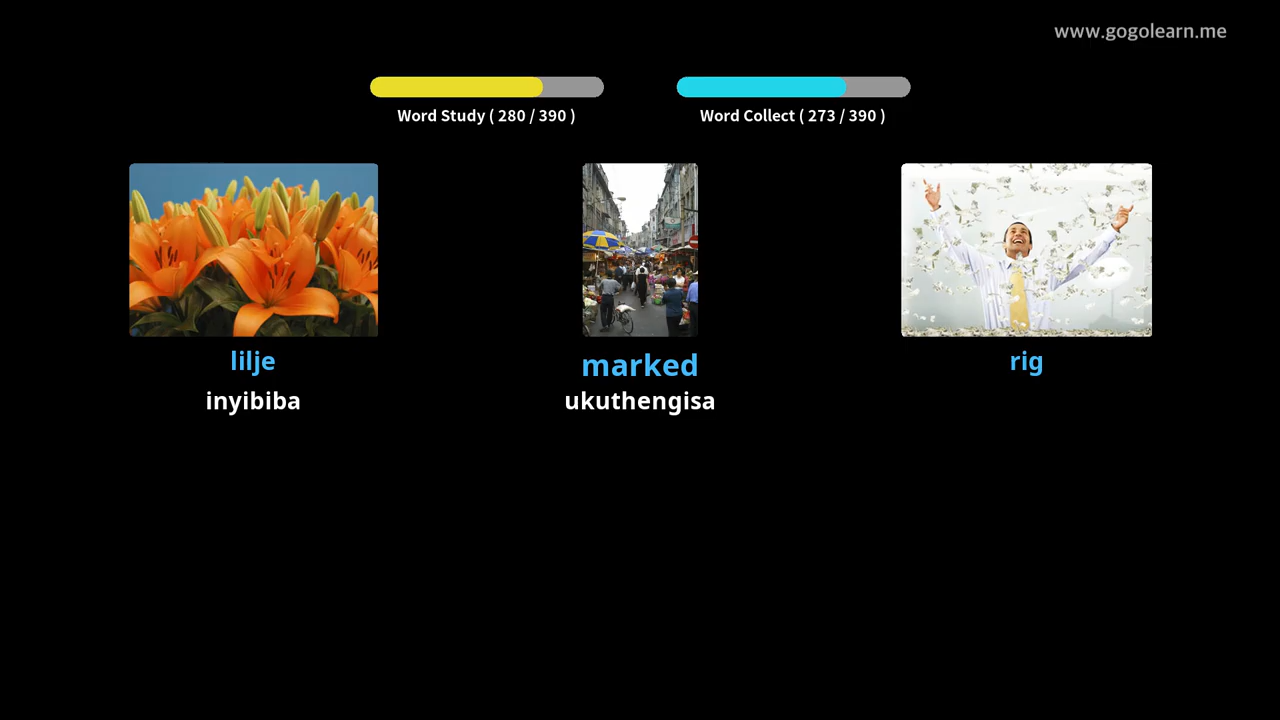 www.gogolearn.me
Word Study ( 280 / 390 )
Word Collect ( 273 / 390 )
lilje
marked
rig
inyibiba
ukuthengisa